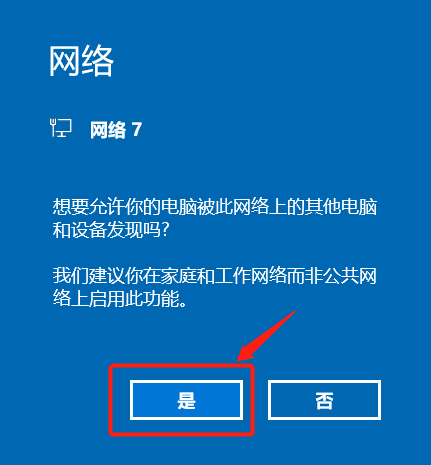 网络
网络 7
想要允许你的电脑被此网络上的其他电脑
和设备发现吗?
我们建议你在家庭和工作网络而非公共网
络上启用此功能。
是
否